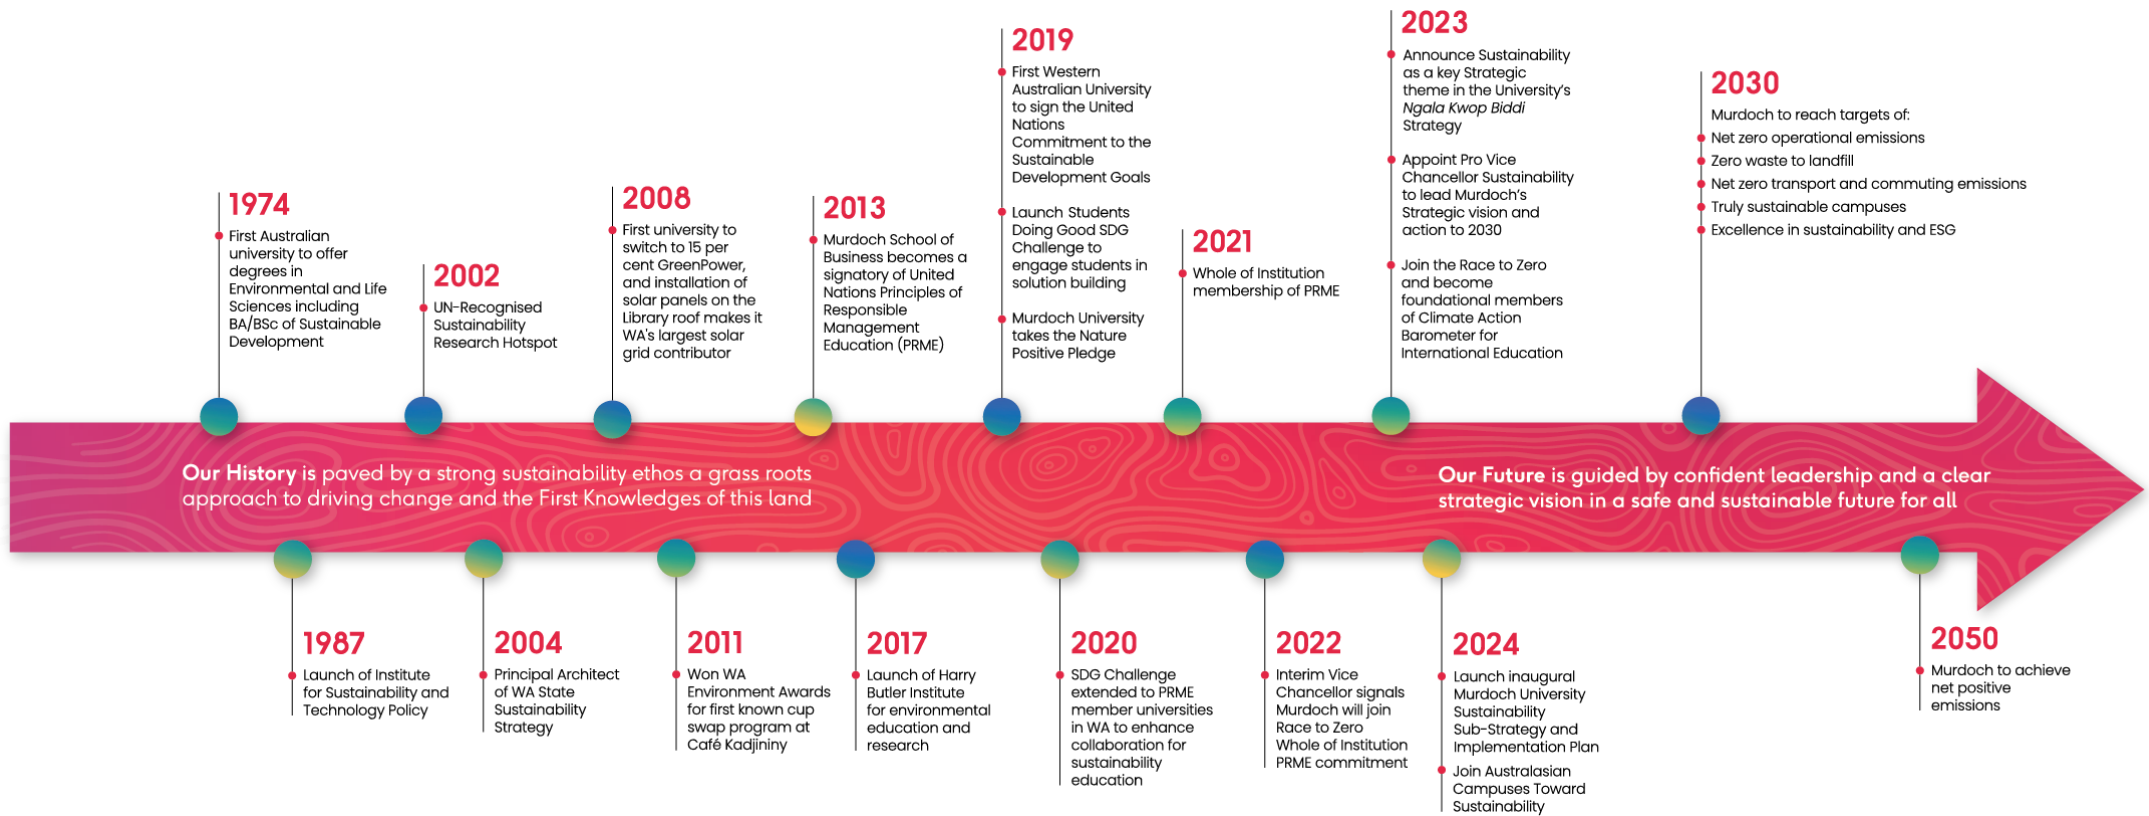 1974
First Australian
university to offer
degrees in
Environmental and Life
Sciences including
BA/BSc of Sustainable
Development
2002
UN-Recognised
Sustainability
Research Hotspot
2008
First university to
switch to 15 per
cent GreenPower,
and installation of
solar panels on the
Library roof makes it
WA's largest solar
grid contributor
2013
Murdoch School of
Business becomes a
signatory of United
Nations Principles of
Responsible
Management
Education (PRME)
2019
First Western
Australian University
to sign the United
Nations
Commitment to the
Sustainable
Development Goals
Launch Students
Doing Good SDG
Challenge to
engage students in
solution building
Murdoch University
takes the Nature
Positive Pledge
2021
Whole of Institution
membership of PRME
2023
Announce Sustainability
as a key Strategic
theme in the University's
Ngala Kwop Biddi
Strategy
Appoint Pro Vice
Chancellor Sustainability
to lead Murdoch's
Strategic vision and
action to 2030
Join the Race to Zero
and become
foundational members
of Climate Action
Barometer for
International Education
2030
Murdoch to reach targets of:
Net zero operational emissions
Zero waste to landfill
Net zero transport and commuting emissions
Truly sustainable campuses
Excellence in sustainability and ESG
Our History is paved by a strong sustainability ethos a grass roots
approach to driving change and the First Knowledges of this land
Our Future is guided by confident leadership and a clear
strategic vision in a safe and sustainable future for all
1987
Launch of Institute
for Sustainability and
Technology Policy
2004
Principal Architect
of WA State
Sustainability
Strategy
2011
Won WA
Environment Awards
for first known cup
swap program at
Café Kadjininy
2017
Launch of Harry
Butler Institute
for environmental
education and
research
2020
SDG Challenge
extended to PRME
member universities
in WA to enhance
collaboration for
sustainability
education
2022
Interim Vice
Chancellor signals
Murdoch will join
Race to Zero
Whole of Institution
PRME commitment
2024
Launch inaugural
Murdoch University
Sustainability
Sub-Strategy and
Implementation Plan
Join Australasian
Campuses Toward
Sustainability
2050
Murdoch to achieve
net positive
emissions